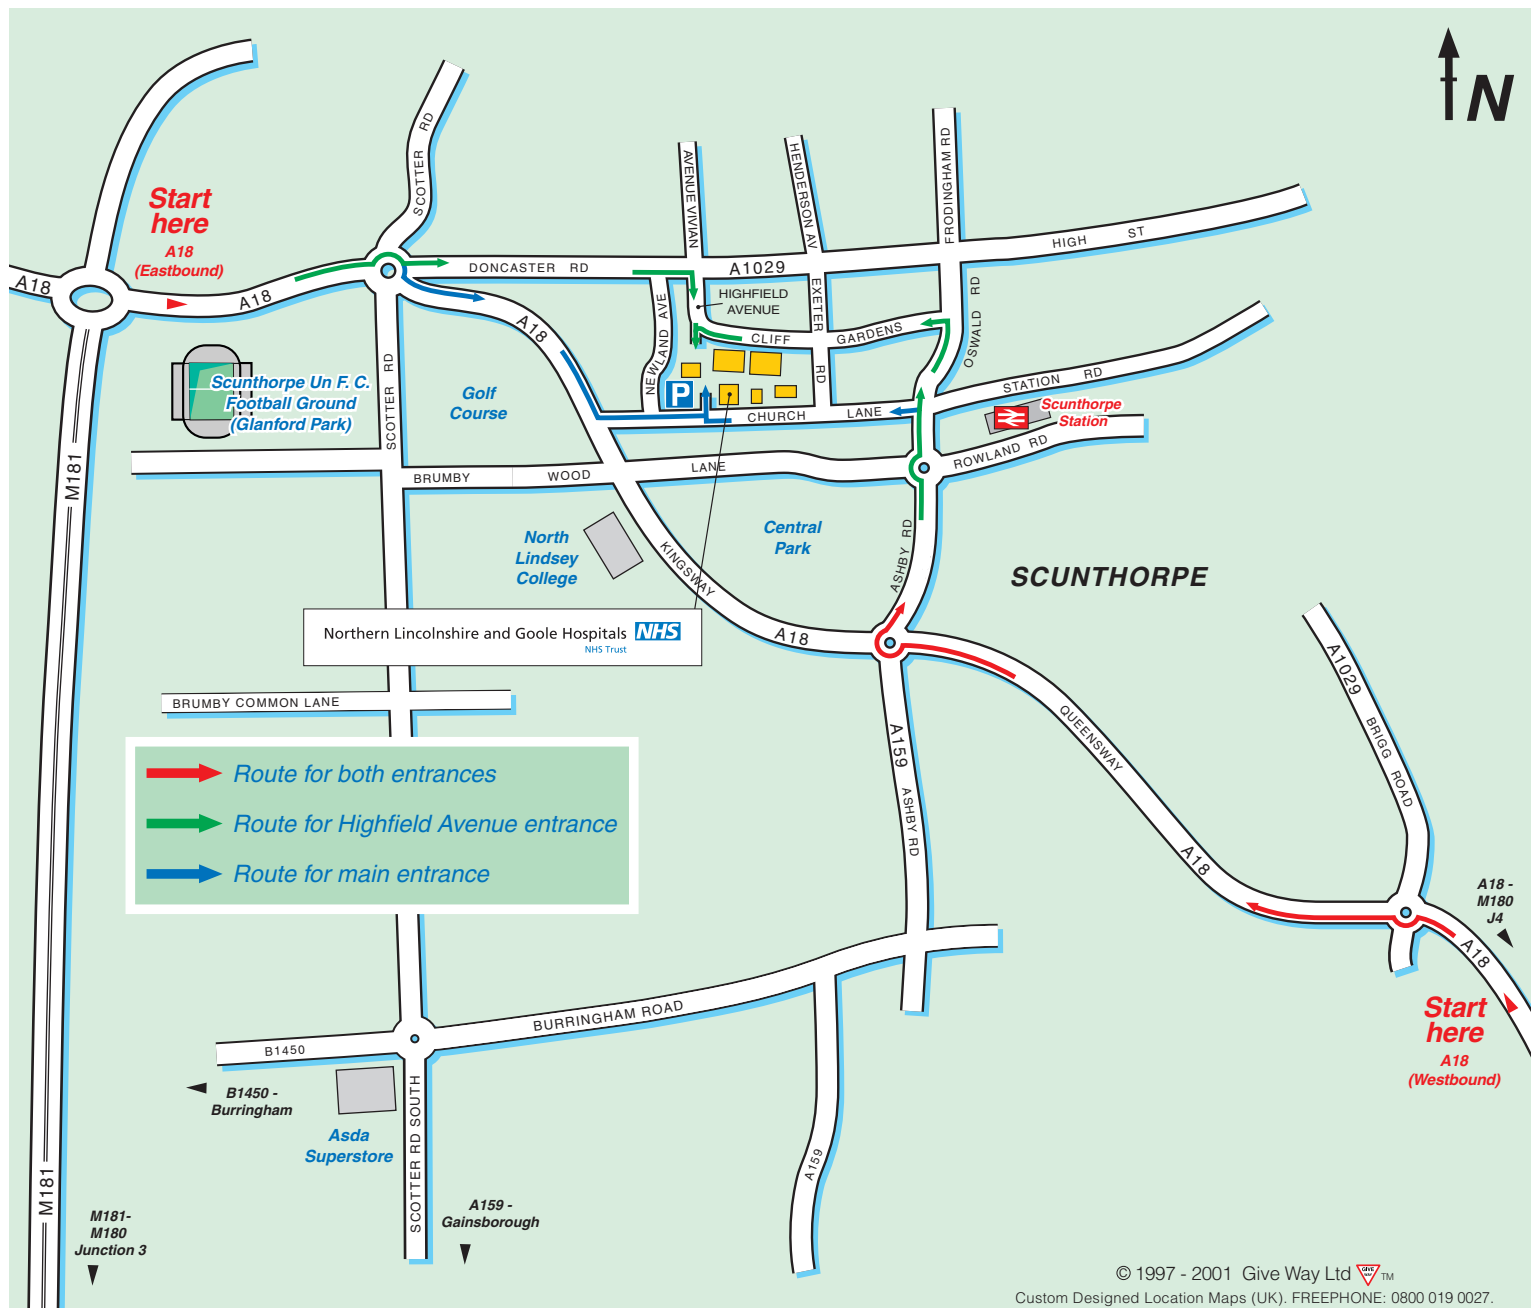 N
SCOTTER RD
Start
here
A18
(Eastbound)
A18
A18
DONCASTER RD
AVENUE VIVIAN
HENDERSON AV
FRODINGHAM RD
A1029
HIGH ST
HIGHFIELD
AVENUE
NEWLAND AVE
EXETER RD
CLIFF GARDENS
OSWALD RD
A18
P
CHURCH LANE
STATION RD
Scunthorpe
Station
ROWLAND RD
Scunthorpe Un F. C.
Football Ground
(Glanford Park)
SCOTTER RD
Golf
Course
M181
BRUMBY WOOD LANE
North
Lindsey
College
KINGSWAY
Central
Park
ASHBY RD
SCUNTHORPE
Northern Lincolnshire and Goole Hospitals NHS
NHS Trust
A18
BRUMBY COMMON LANE
A159 ASHBY RD
QUEENSWAY
A1029 BRIGG ROAD
Route for both entrances
Route for Highfield Avenue entrance
Route for main entrance
A18
A18 -
M180
J4
A18
Start
here
A18
(Westbound)
BURRINGHAM ROAD
B1450
B1450 -
Burringham
Asda
Superstore
SCOTTER RD SOUTH
A159
M181
M181-
M180
Junction 3
A159 -
Gainsborough
© 1997 - 2001 Give Way Ltd GIVE WAY TM
Custom Designed Location Maps (UK). FREEPHONE: 0800 019 0027.